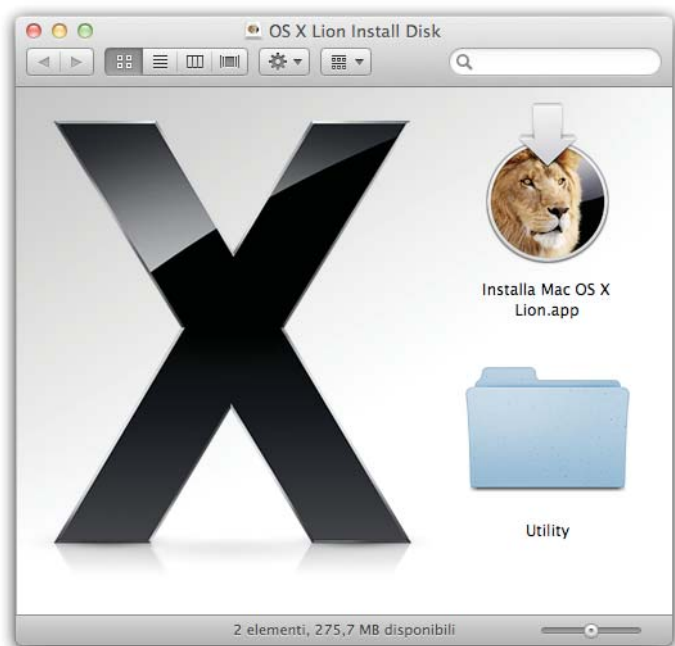 OS X Lion Install Disk
X
Installa Mac OS X
Lion.app
Utility
2 elementi, 275,7 MB disponibili